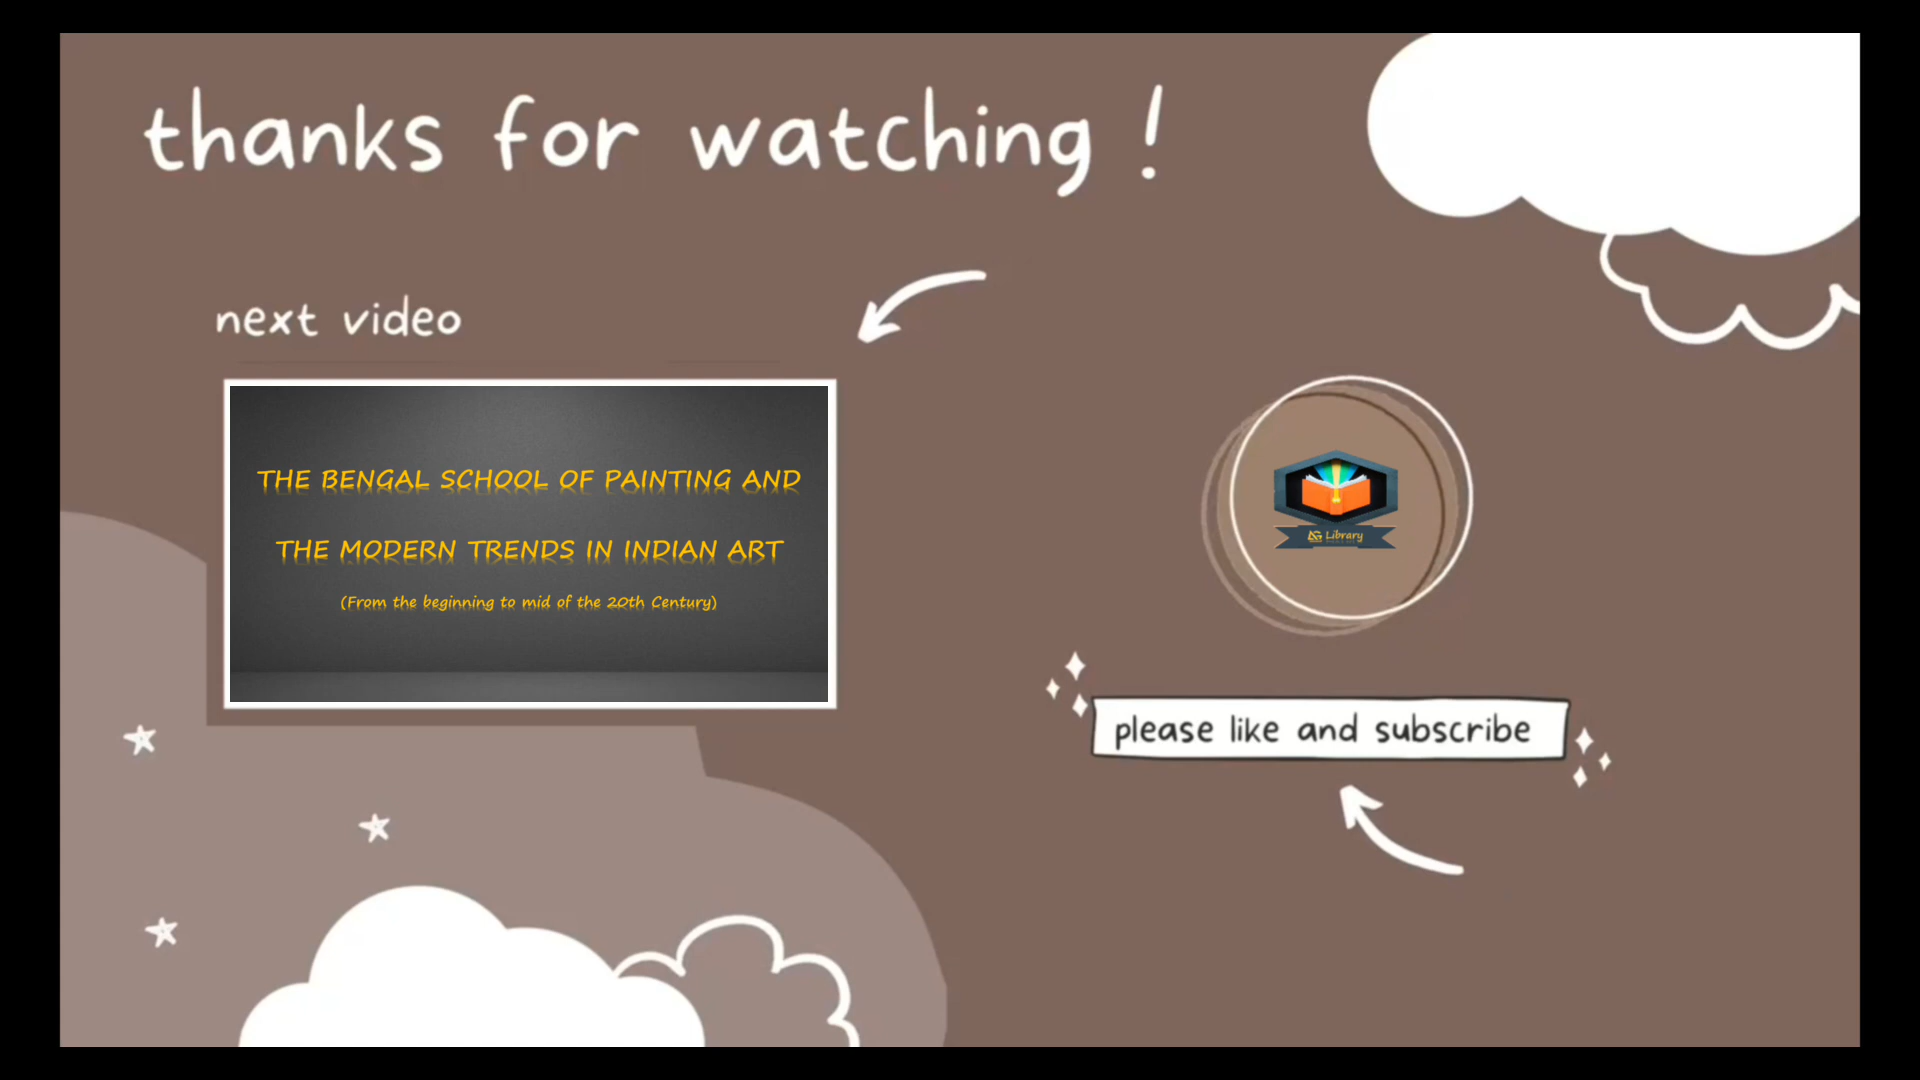 thanks for watching !
next video
THE BENGAL SCHOOL OF PAINTING AND
THE MODERN TRENDS IN INDIAN ART
(From the beginning to mid of the 20th Century)
AG Library
please like and subscribe